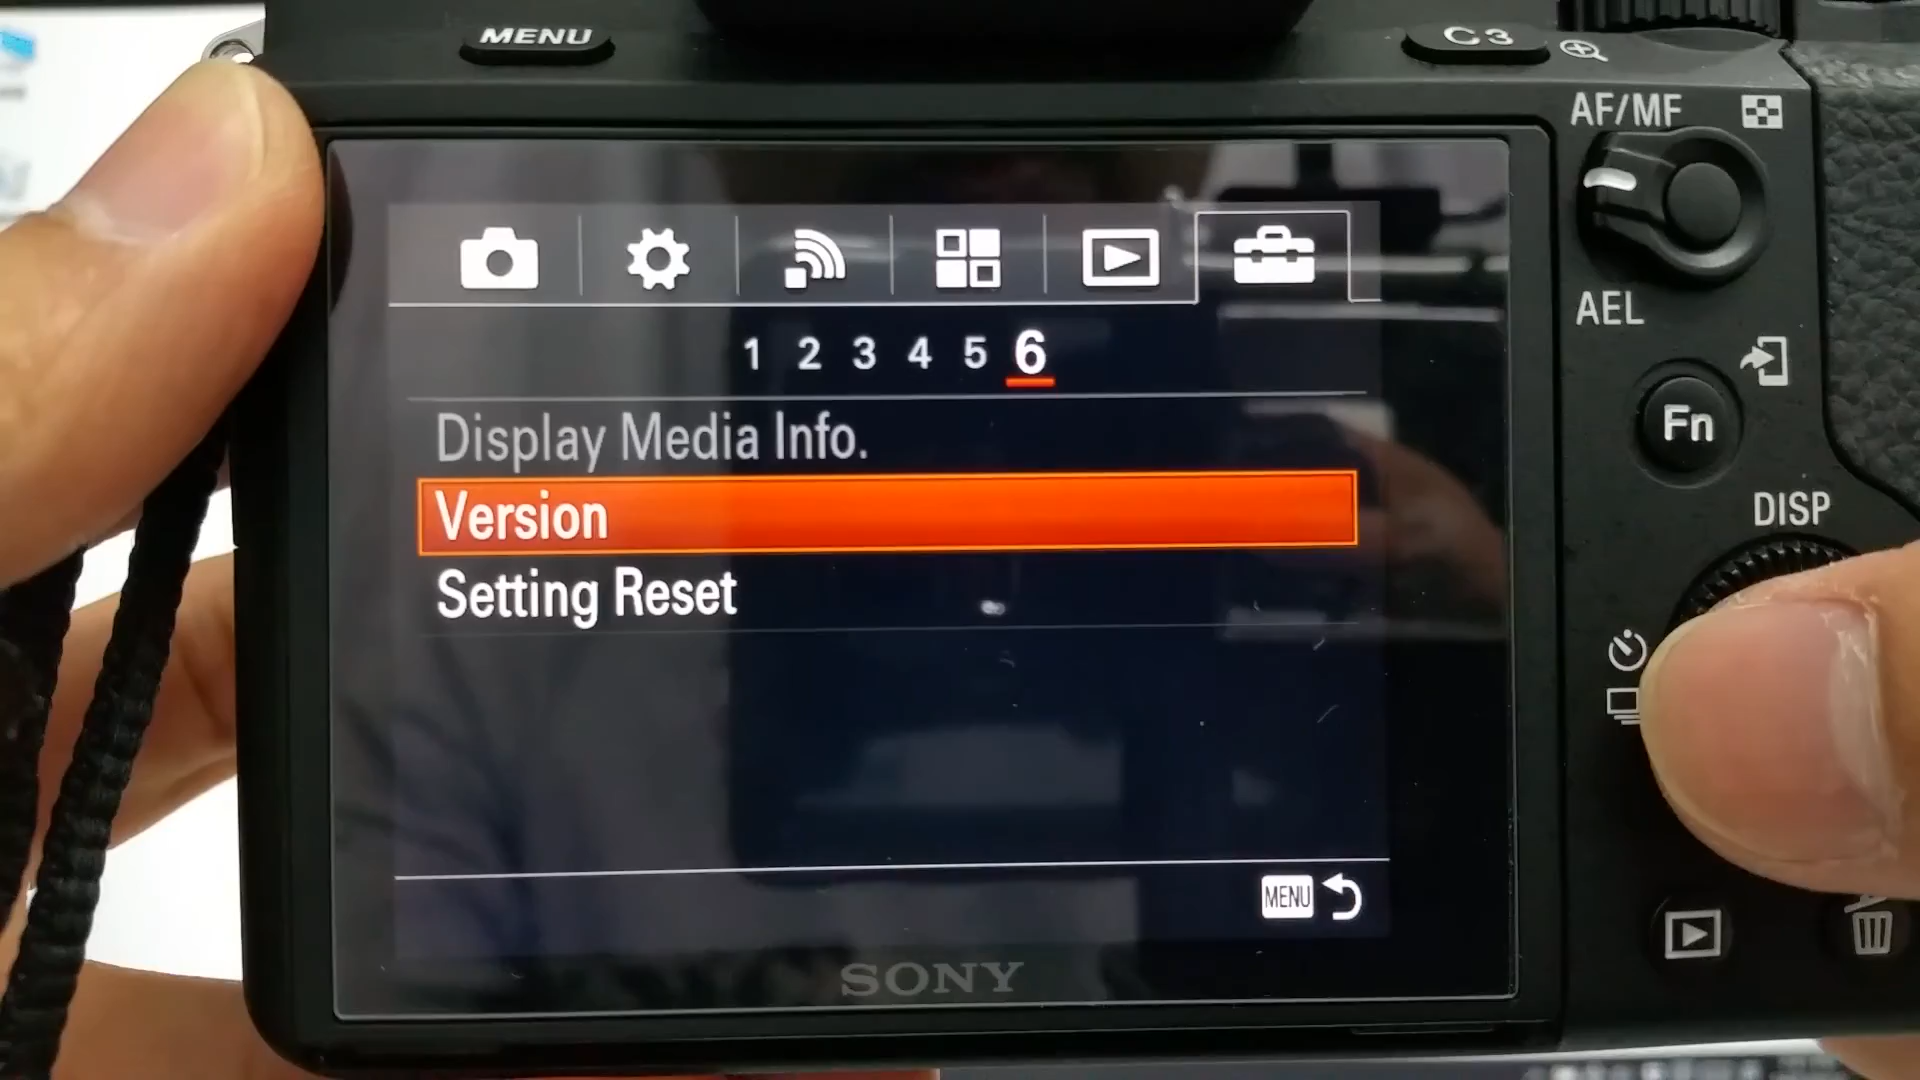 MENU
C3
AF/MF
AEL
1 2 3 4 5 6
Display Media Info.
Version
Setting Reset
MENU
SONY
Fn
DISP